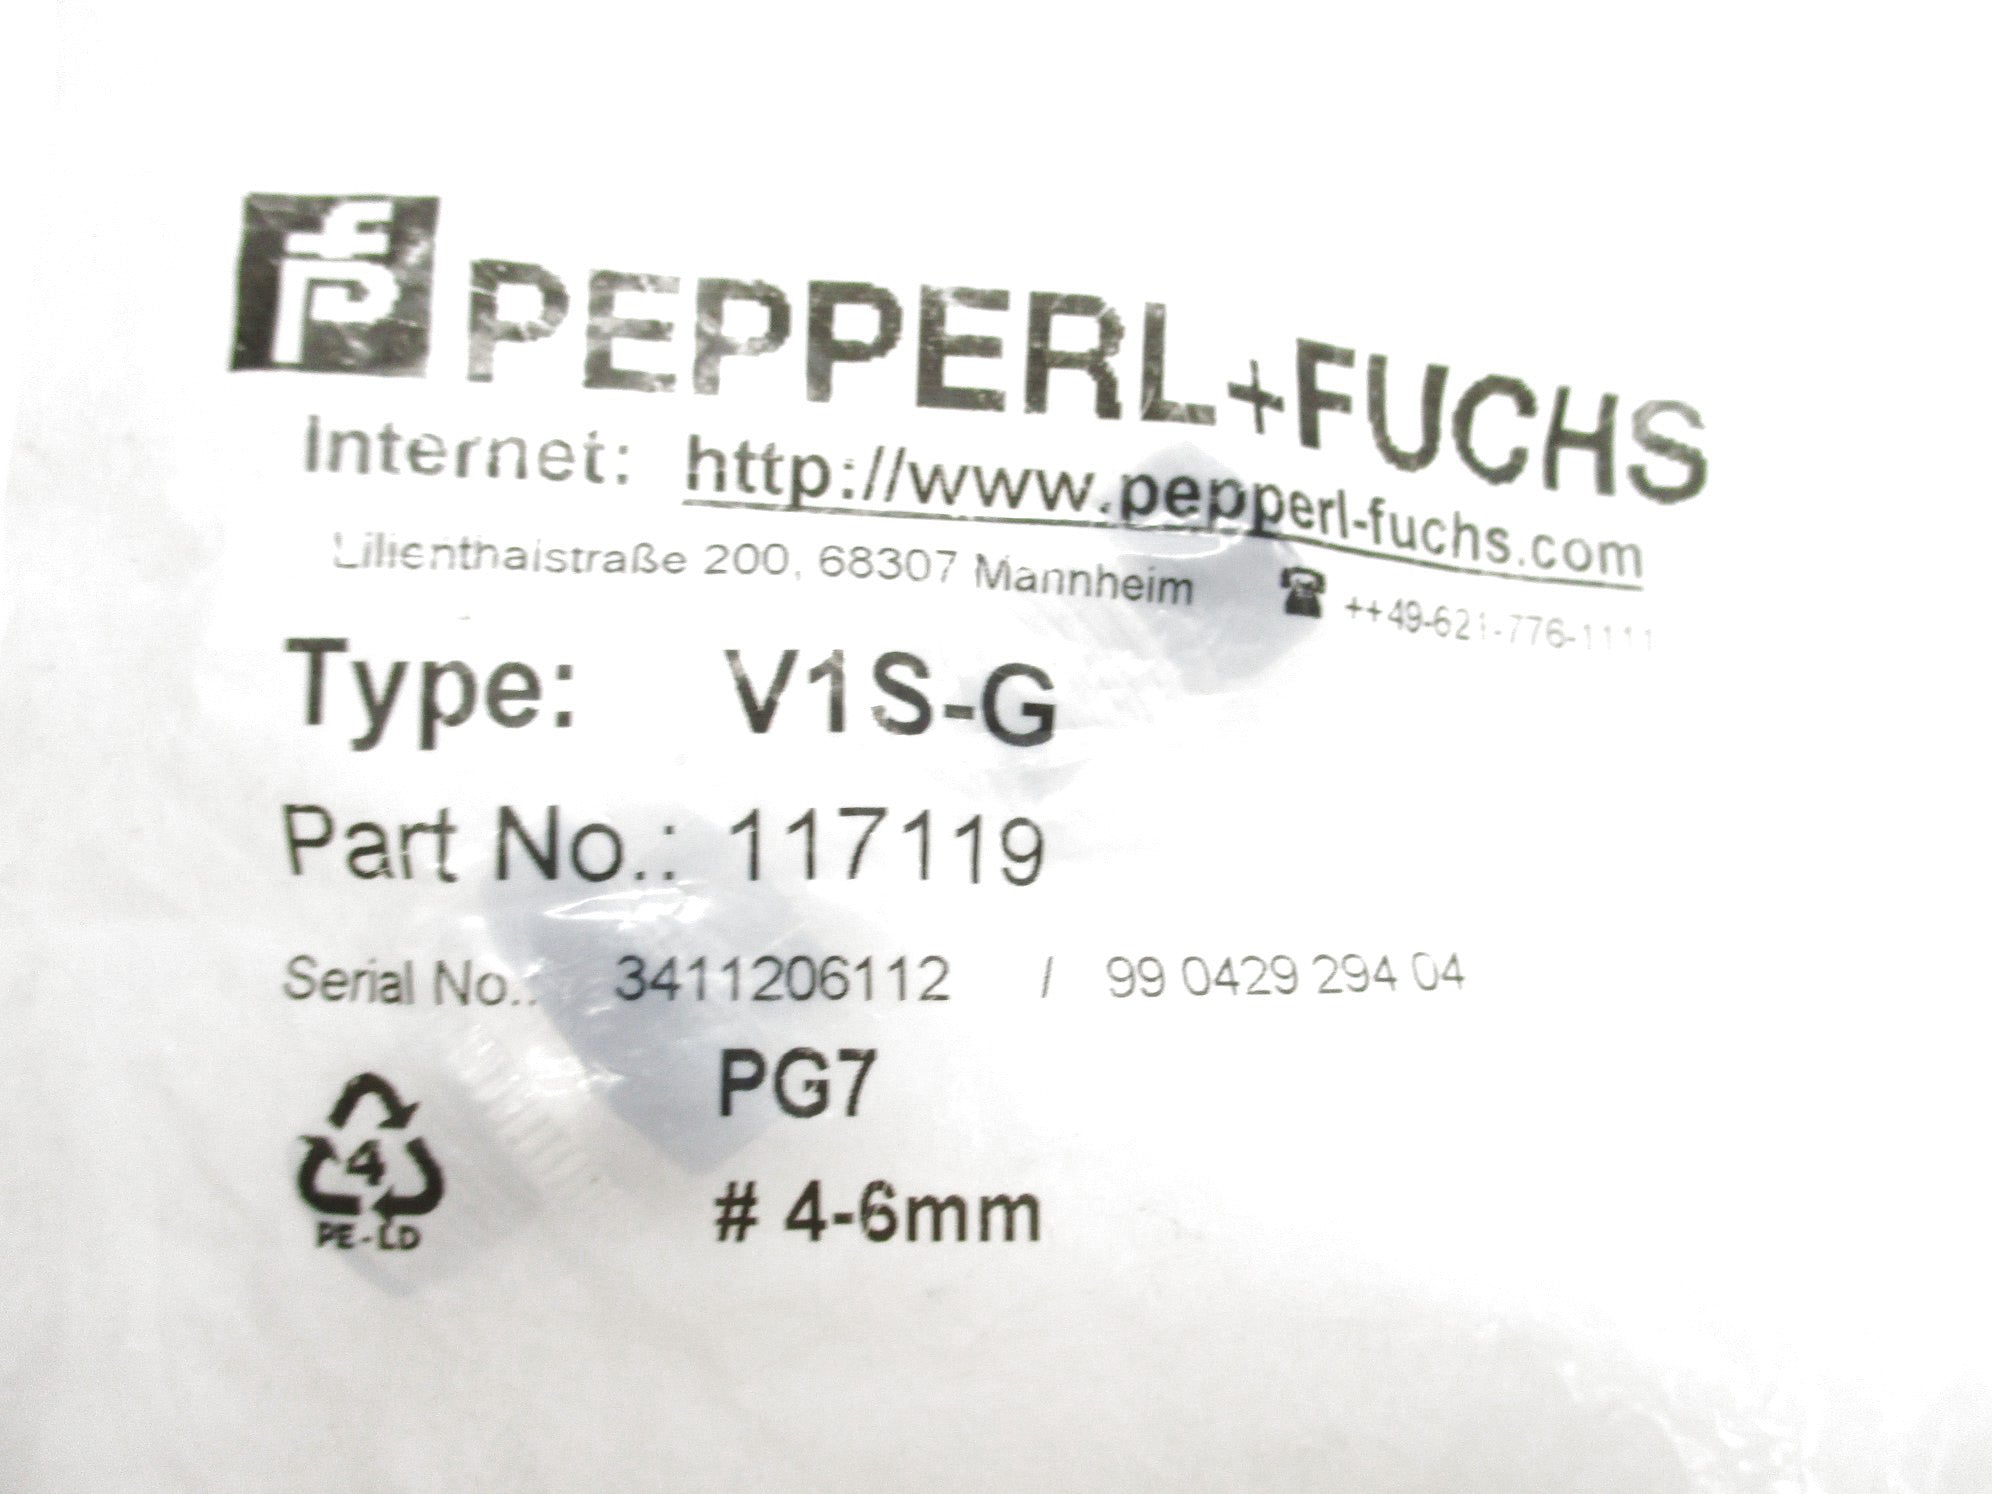 PEPPERL+FUCHS
Internet: http://www.pepperl-fuchs.com
Lilienthalstraße 200, 68307 Mannheim ☎ ++49-621-776-1111
Type: V1S-G
Part No.: 117119
Serial No.: 3411206112 / 99 0429 294 04
PG7
# 4-6mm
4
PE-LD